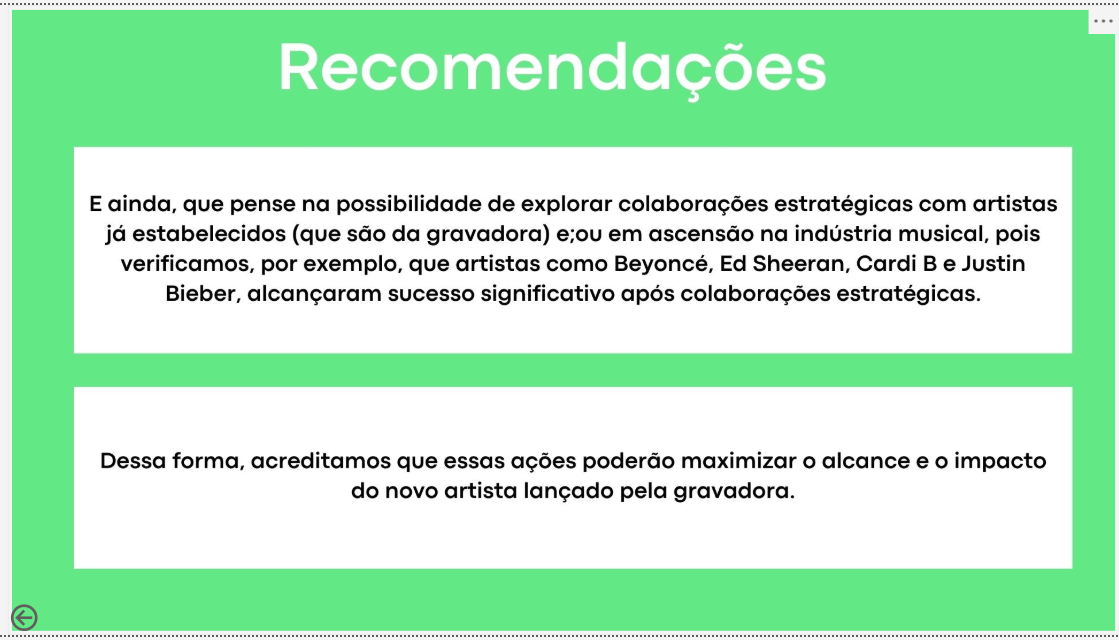 Recomendações
E ainda, que pense na possibilidade de explorar colaborações estratégicas com artistas
já estabelecidos (que são da gravadora) e;ou em ascensão na indústria musical, pois
verificamos, por exemplo, que artistas como Beyoncé, Ed Sheeran, Cardi B e Justin
Bieber, alcançaram sucesso significativo após colaborações estratégicas.
Dessa forma, acreditamos que essas ações poderão maximizar o alcance e o impacto
do novo artista lançado pela gravadora.